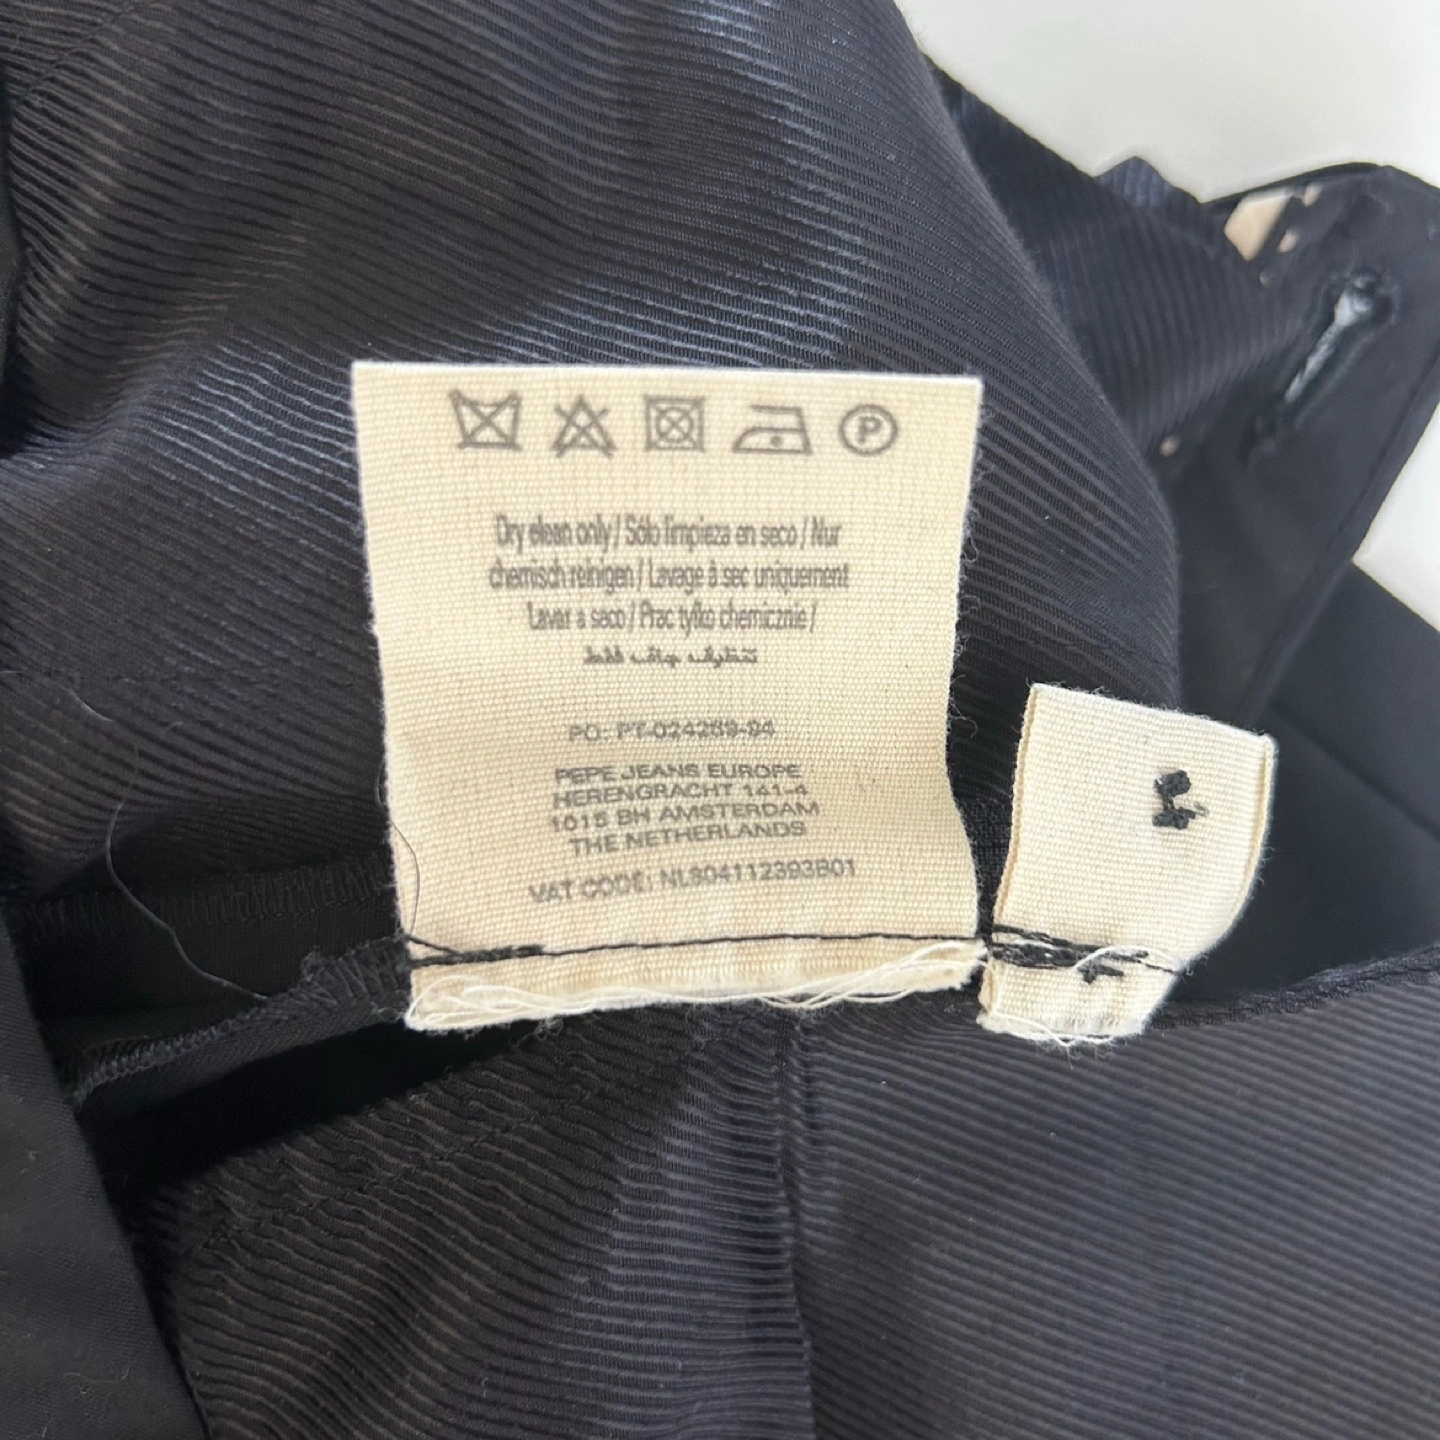 P
Dry clean only / Sólo limpieza en seco / Nur
chemisch reinigen / Lavage à sec uniquement
Lavar a seco / Prac tylko chemicznie /
تنظيف جاف فقط
PO: PT-024289-94
PEPE JEANS EUROPE
HERENGRACHT 141-4
1015 BH AMSTERDAM
THE NETHERLANDS
VAT CODE: NL804112393B01